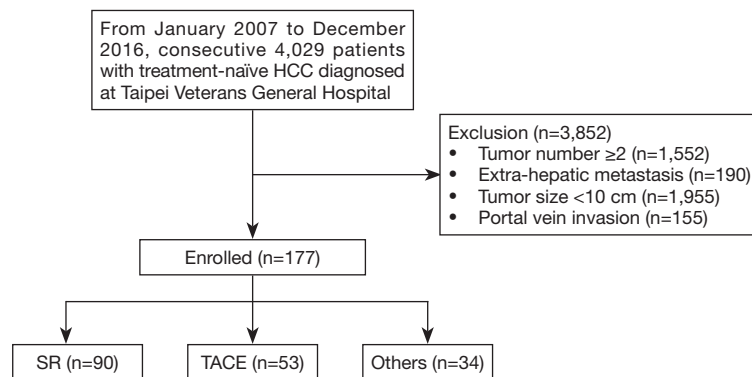 From January 2007 to December
2016, consecutive 4,029 patients
with treatment-naïve HCC diagnosed
at Taipei Veterans General Hospital
Exclusion (n=3,852)
• Tumor number ≥2 (n=1,552)
• Extra-hepatic metastasis (n=190)
• Tumor size <10 cm (n=1,955)
• Portal vein invasion (n=155)
Enrolled (n=177)
SR (n=90)
TACE (n=53)
Others (n=34)